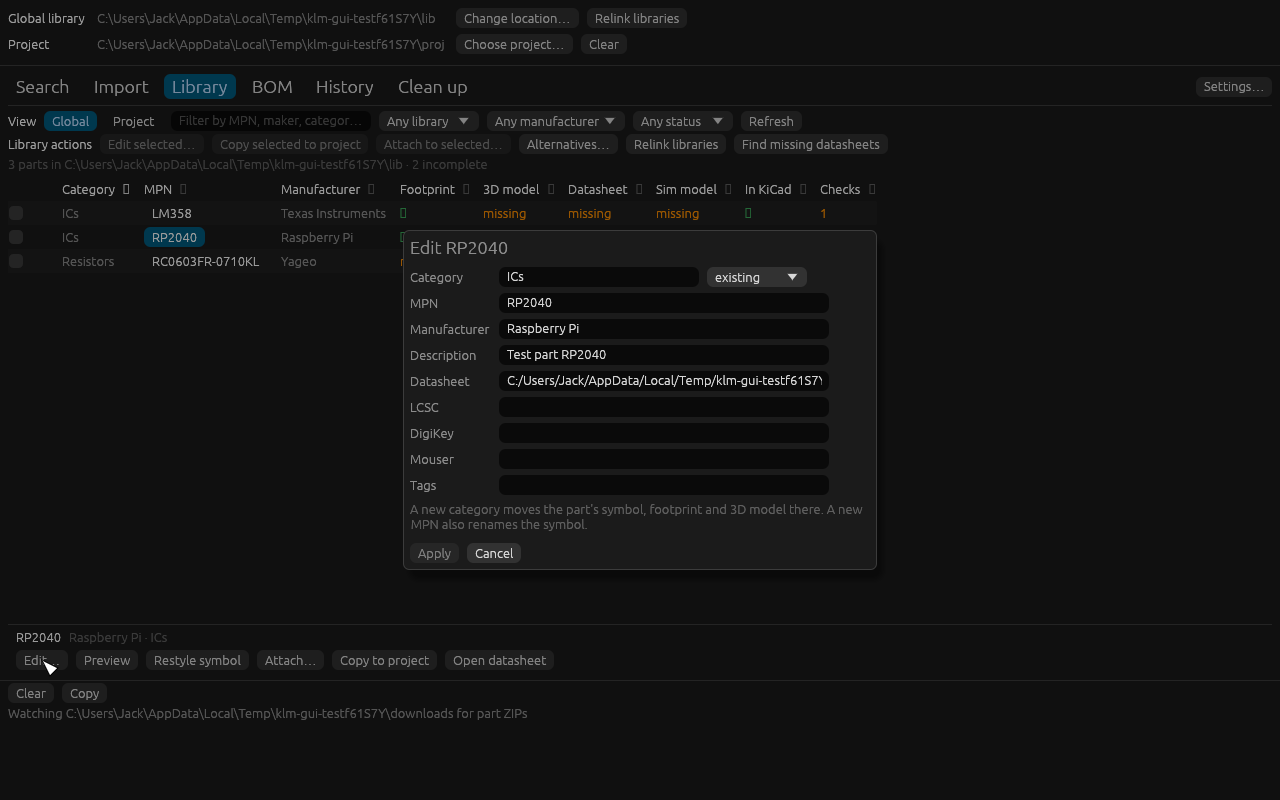 Global library C:\Users\Jack\AppData\Local\Temp\klm-gui-testf61S7Y\lib Change location... Relink libraries
Project C:\Users\Jack\AppData\Local\Temp\klm-gui-testf61S7Y\proj Choose project... Clear
Search Import Library BOM History Clean up Settings...
View Global Project Filter by MPN, maker, categor... Any library Any manufacturer Any status Refresh
Library actions Edit selected... Copy selected to project Attach to selected... Alternatives... Relink libraries Find missing datasheets
3 parts in C:\Users\Jack\AppData\Local\Temp\klm-gui-testf61S7Y\lib · 2 incomplete
Category MPN Manufacturer Footprint 3D model Datasheet Sim model In KiCad Checks
ICs LM358 Texas Instruments missing missing missing 1
ICs RP2040 Raspberry Pi
Resistors RC0603FR-0710KL Yageo
Edit RP2040
Category ICs existing
MPN RP2040
Manufacturer Raspberry Pi
Description Test part RP2040
Datasheet C:/Users/Jack/AppData/Local/Temp/klm-gui-testf61S7Y
LCSC
DigiKey
Mouser
Tags
A new category moves the part's symbol, footprint and 3D model there. A new
MPN also renames the symbol.
Apply Cancel
RP2040 Raspberry Pi · ICs
Edit... Preview Restyle symbol Attach... Copy to project Open datasheet
Clear Copy
Watching C:\Users\Jack\AppData\Local\Temp\klm-gui-testf61S7Y\downloads for part ZIPs